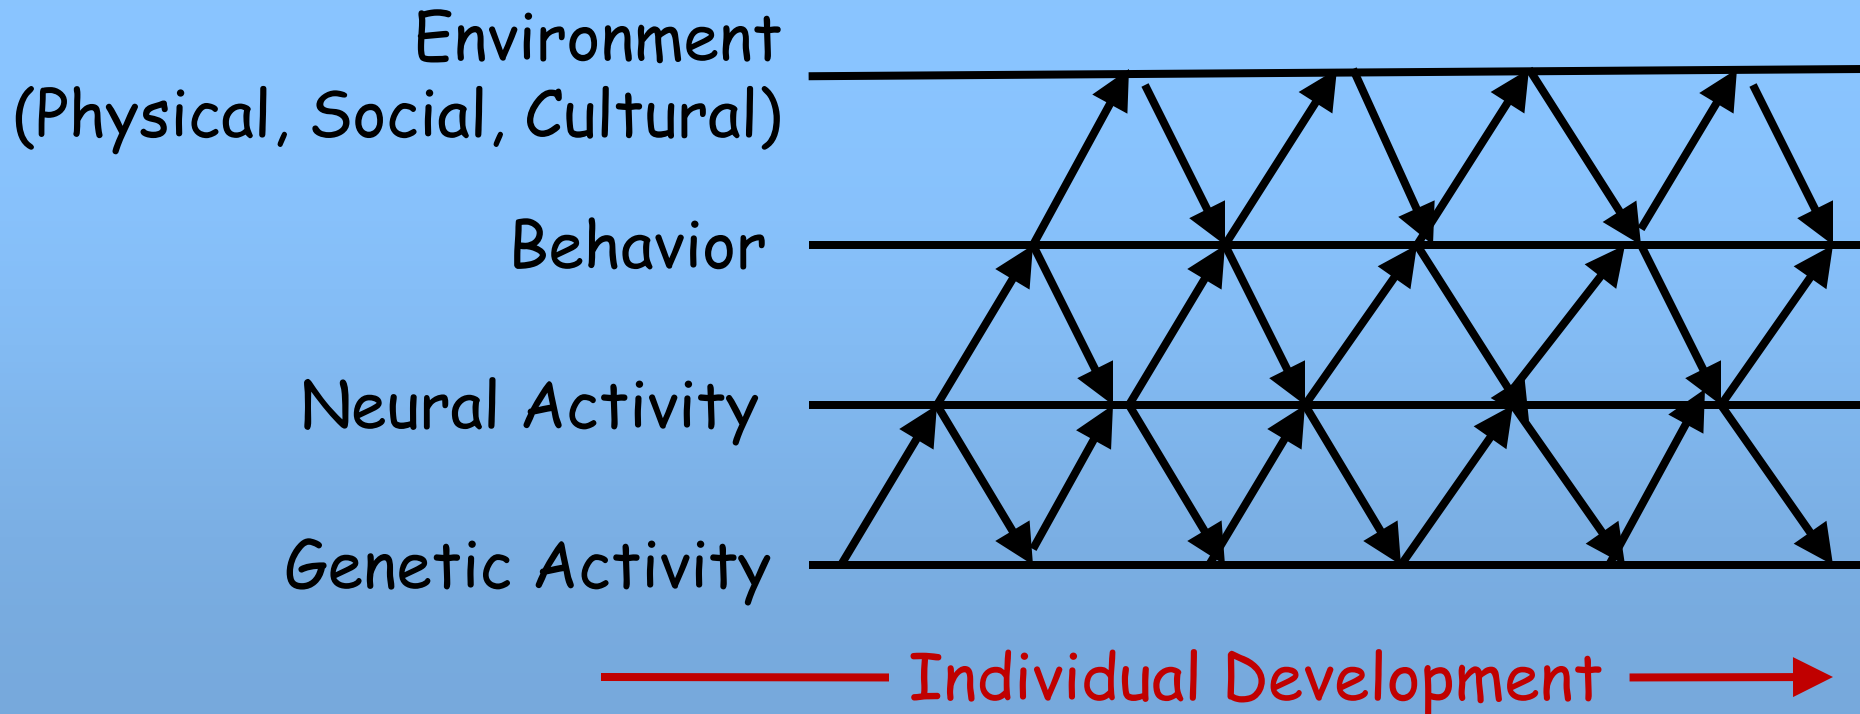 Environment
(Physical, Social, Cultural)
Behavior
Neural Activity
Genetic Activity
Individual Development